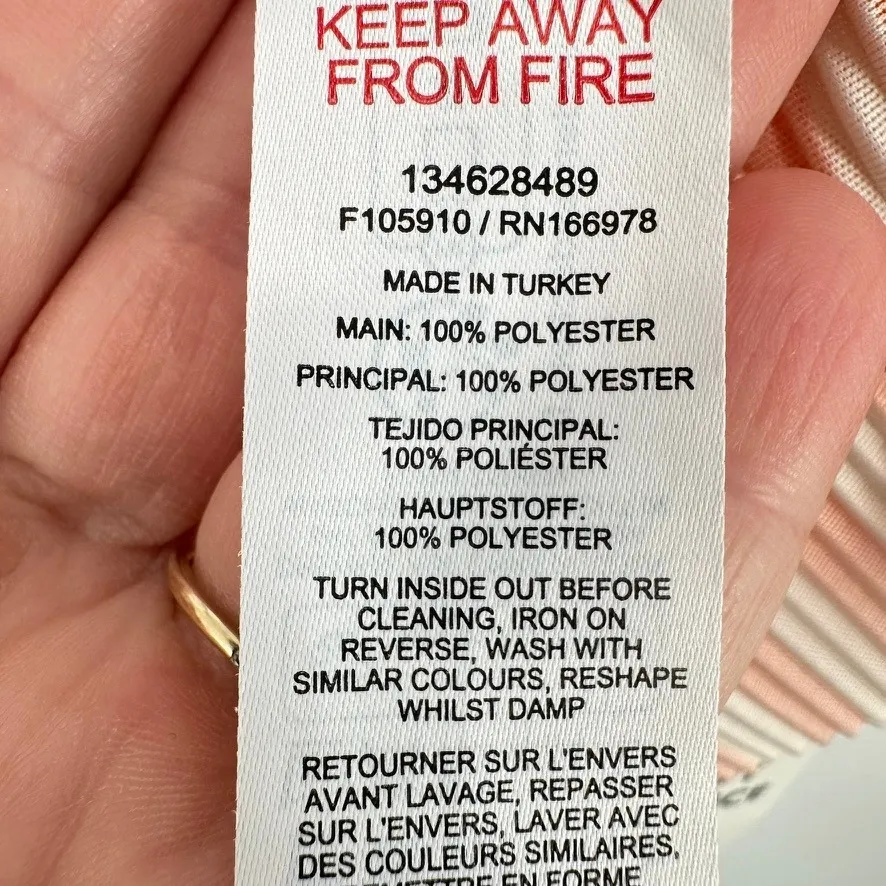 KEEP AWAY
FROM FIRE
134628489
F105910 / RN166978
MADE IN TURKEY
MAIN: 100% POLYESTER
PRINCIPAL: 100% POLYESTER
TEJIDO PRINCIPAL:
100% POLIÉSTER
HAUPTSTOFF:
100% POLYESTER
TURN INSIDE OUT BEFORE
CLEANING, IRON ON
REVERSE, WASH WITH
SIMILAR COLOURS, RESHAPE
WHILST DAMP
RETOURNER SUR L'ENVERS
AVANT LAVAGE, REPASSER
SUR L'ENVERS, LAVER AVEC
DES COULEURS SIMILAIRES,
EN FORME